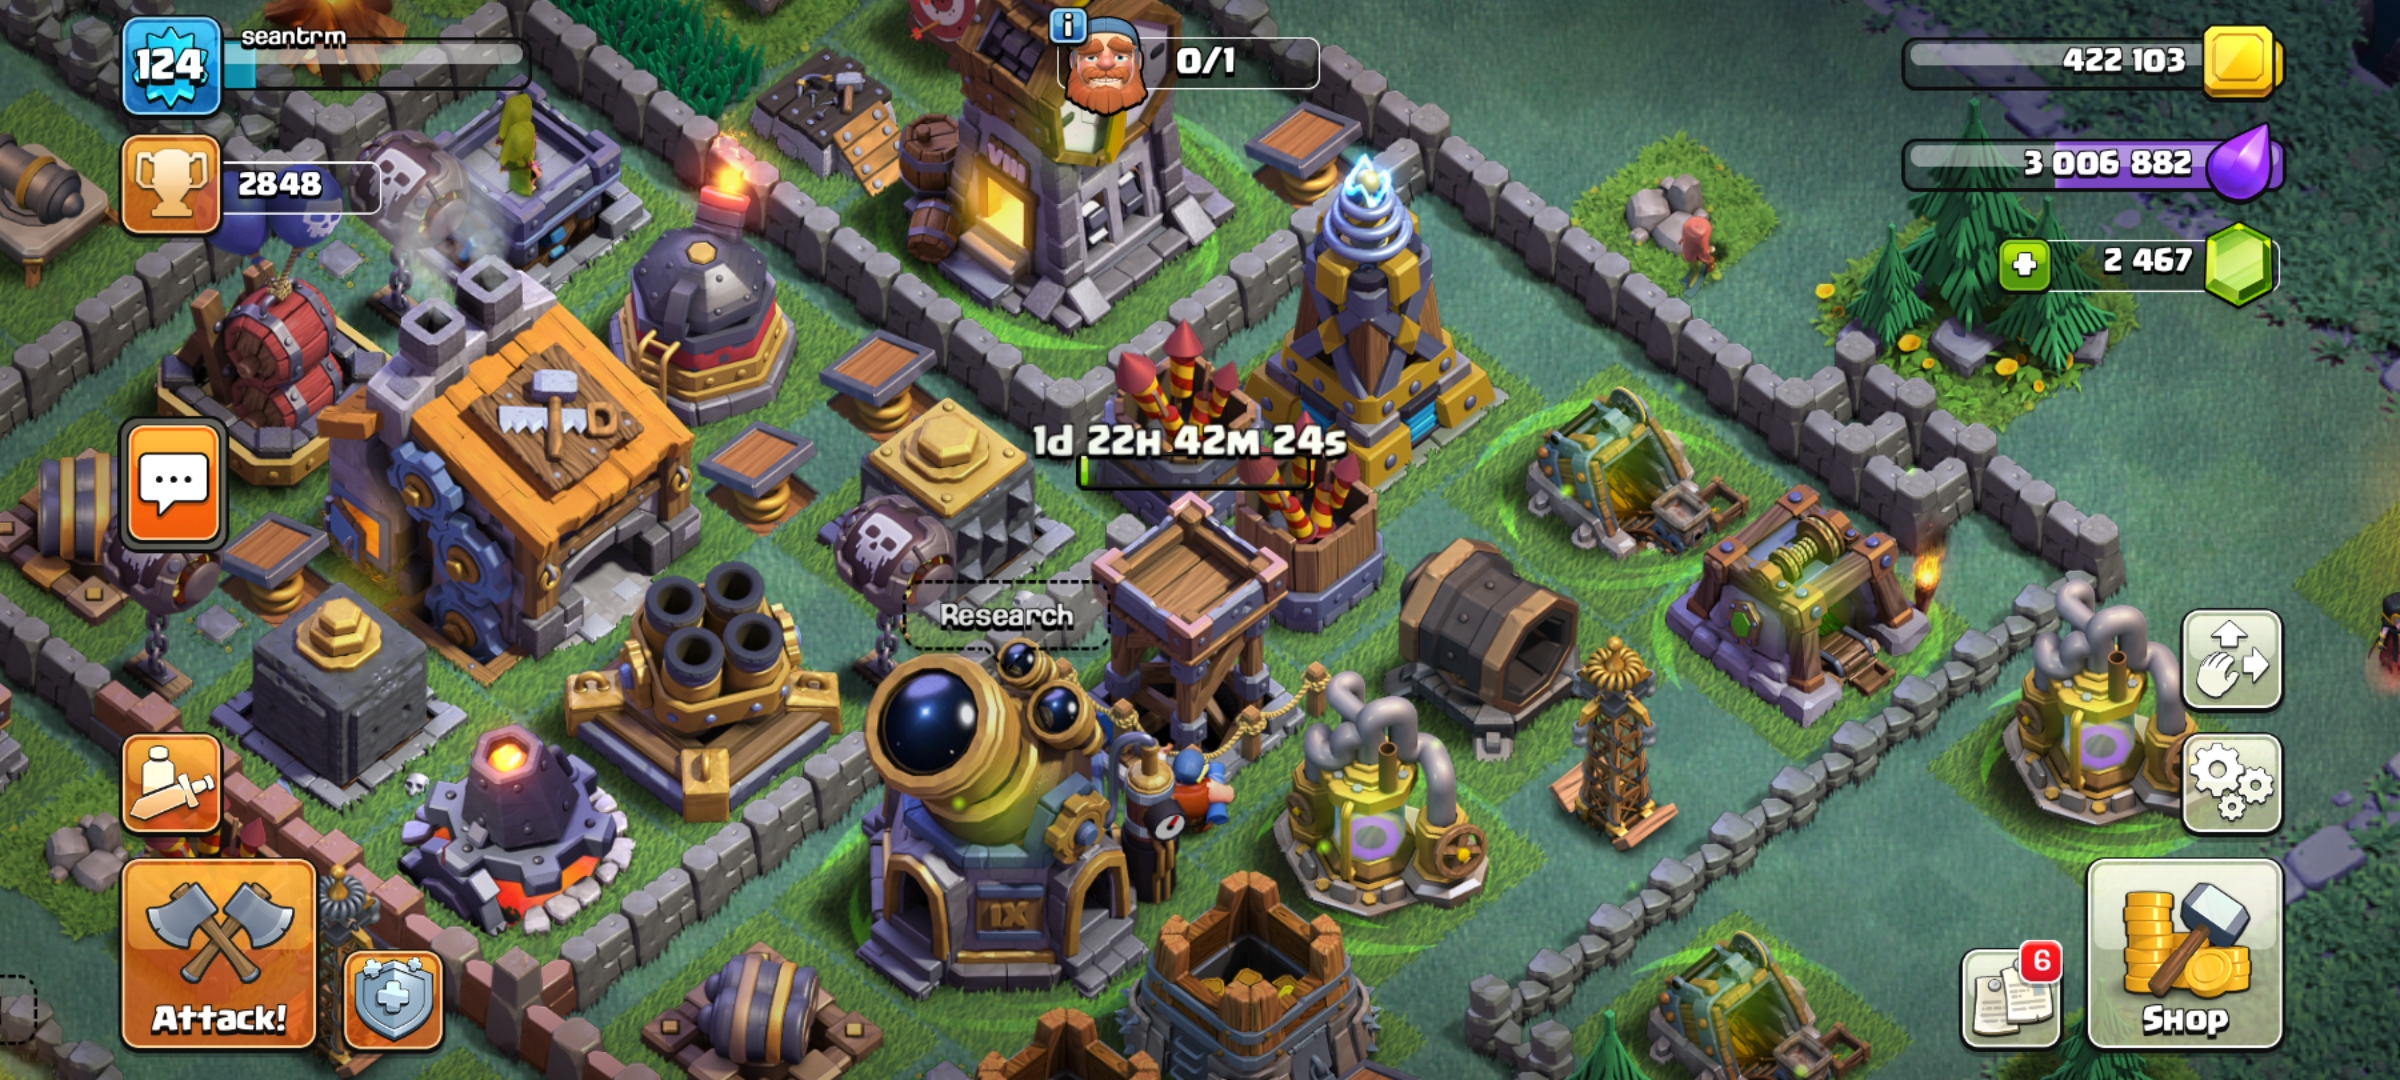 124
seantrm
0/1
422 103
2848
3 006 882
2 467
VIII
1d 22H 42M 24s
Research
IX
6
Attack!
SHOP